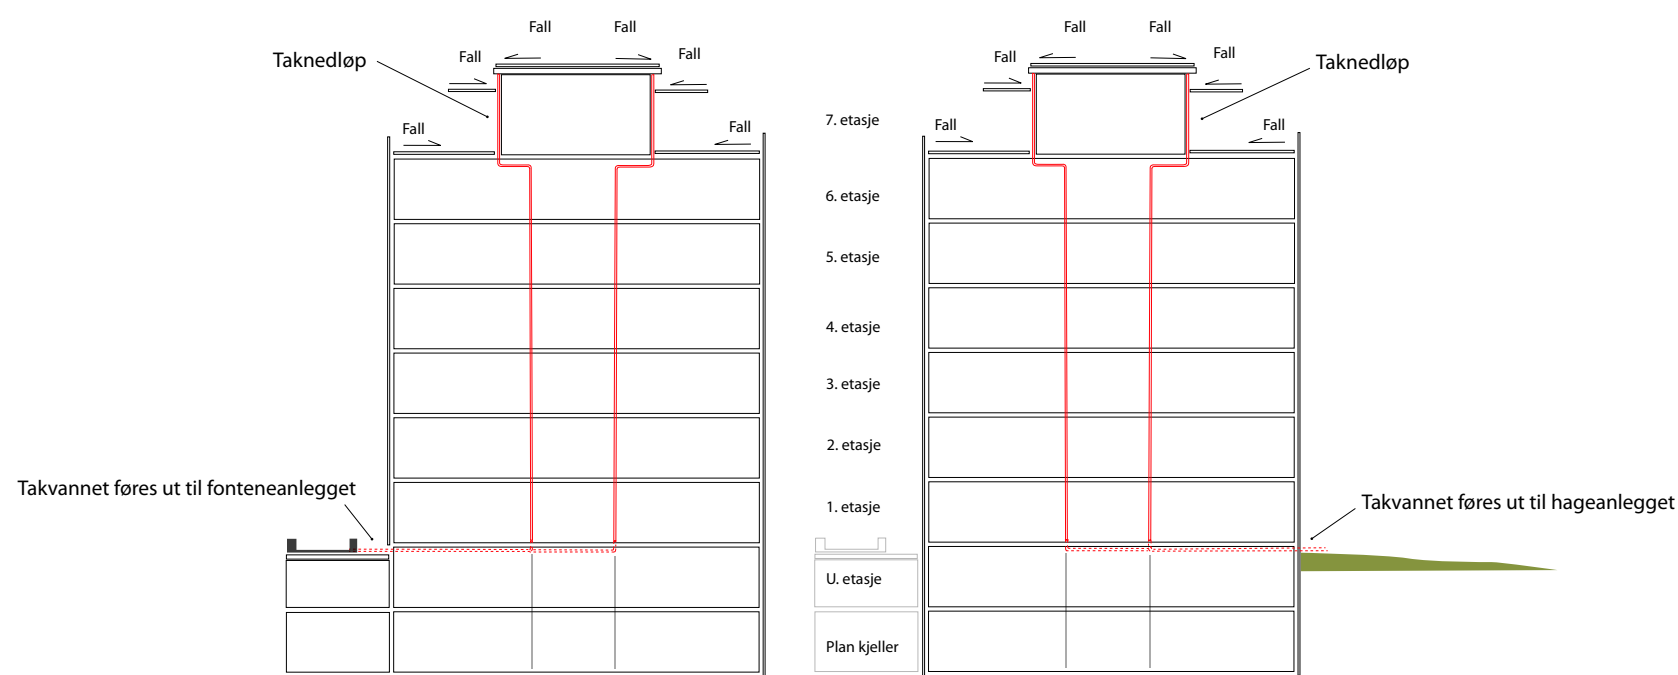 Fall
Fall
Fall
Fall
Taknedløp
Fall
Fall
Takvannet føres ut til fonteneanlegget
7. etasje
6. etasje
5. etasje
4. etasje
3. etasje
2. etasje
1. etasje
U. etasje
Plan kjeller
Fall
Fall
Fall
Fall
Taknedløp
Fall
Fall
Takvannet føres ut til hageanlegget